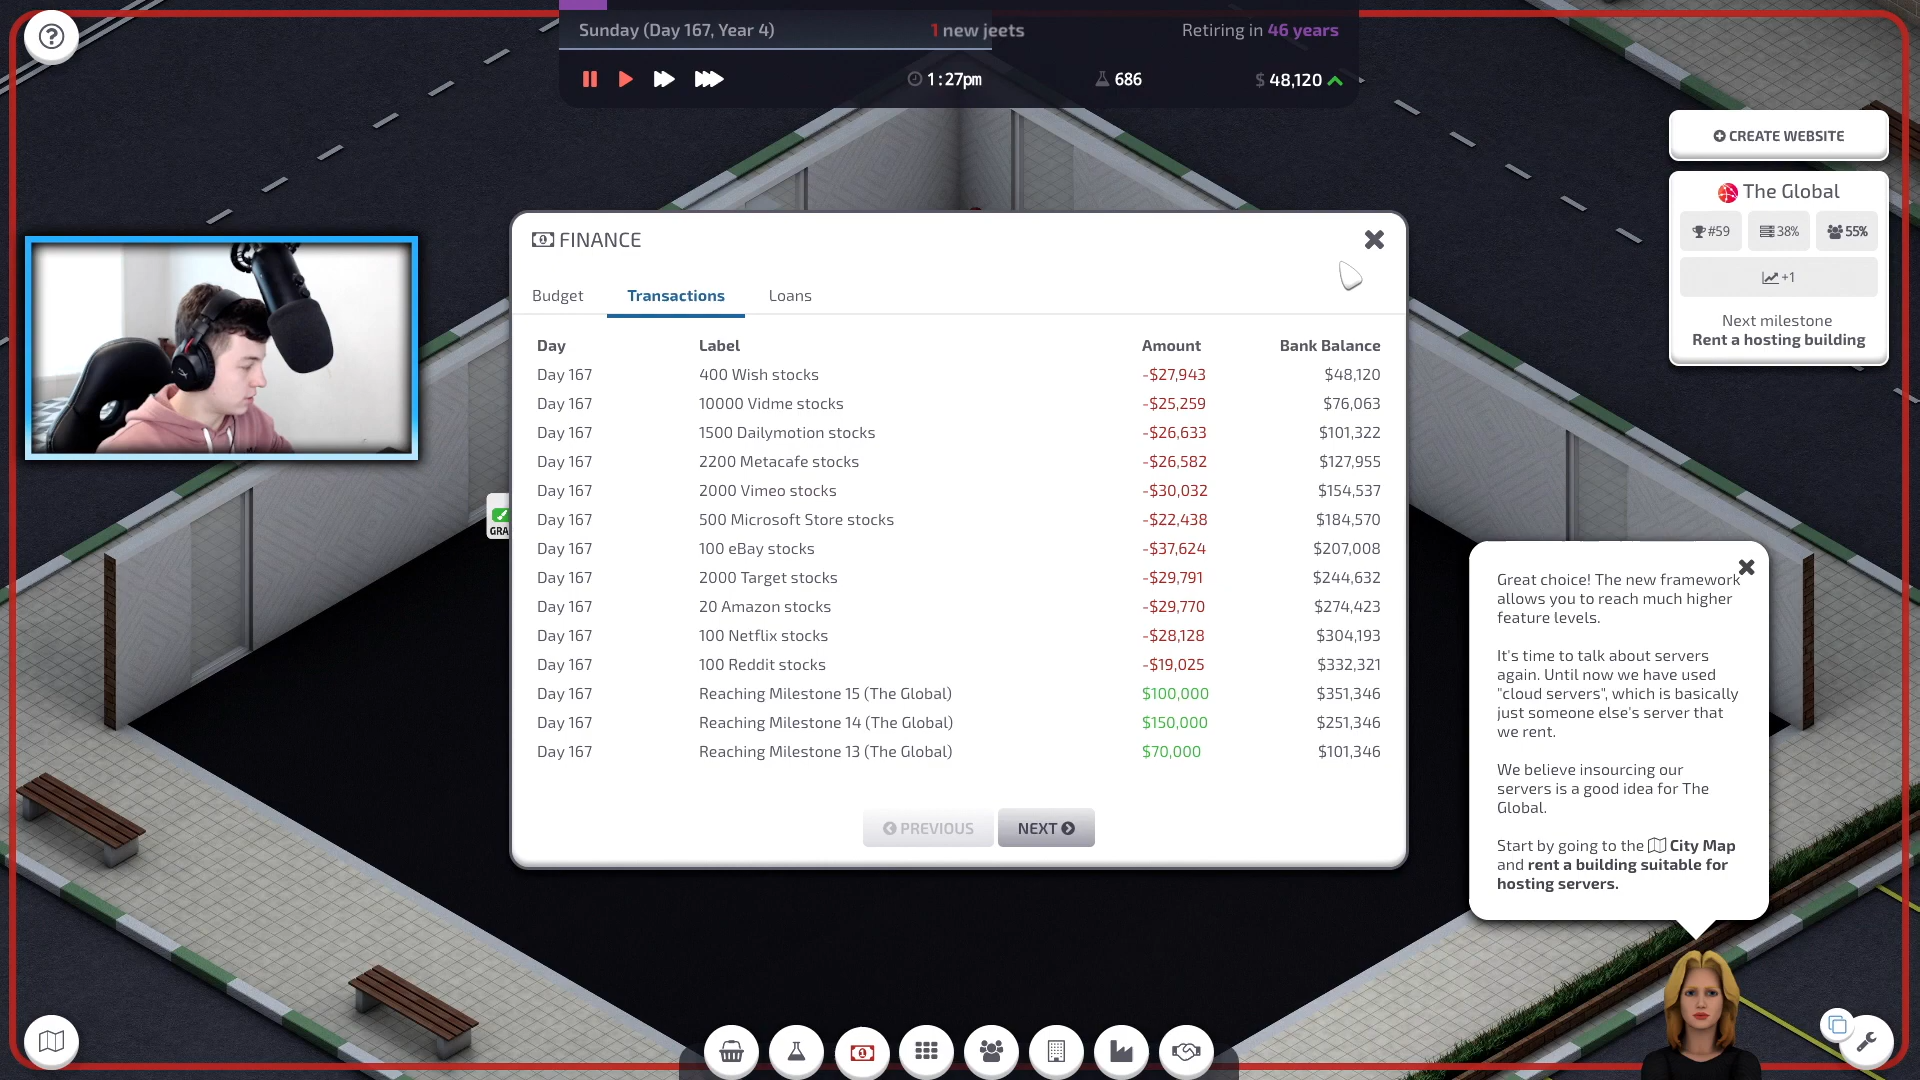 Sunday (Day 167, Year 4)
1 new jeets
Retiring in 46 years
1:27pm
686
$ 48,120
CREATE WEBSITE
The Global
#59
38%
55%
+1
Next milestone
Rent a hosting building
FINANCE
Budget
Transactions
Loans
Day Label Amount Bank Balance
Day 167 400 Wish stocks -$27,943 $48,120
Day 167 10000 Vidme stocks -$25,259 $76,063
Day 167 1500 Dailymotion stocks -$26,633 $101,322
Day 167 2200 Metacafe stocks -$26,582 $127,955
Day 167 2000 Vimeo stocks -$30,032 $154,537
Day 167 500 Microsoft Store stocks -$22,438 $184,570
Day 167 100 eBay stocks -$37,624 $207,008
Day 167 2000 Target stocks -$29,791 $244,632
Day 167 20 Amazon stocks -$29,770 $274,423
Day 167 100 Netflix stocks -$28,128 $304,193
Day 167 100 Reddit stocks -$19,025 $332,321
Day 167 Reaching Milestone 15 (The Global) $100,000 $351,346
Day 167 Reaching Milestone 14 (The Global) $150,000 $251,346
Day 167 Reaching Milestone 13 (The Global) $70,000 $101,346
PREVIOUS
NEXT
GRA
Great choice! The new framework
allows you to reach much higher
feature levels.
It's time to talk about servers
again. Until now we have used
"cloud servers", which is basically
just someone else's server that
we rent.
We believe insourcing our
servers is a good idea for The
Global.
Start by going to the City Map
and rent a building suitable for
hosting servers.